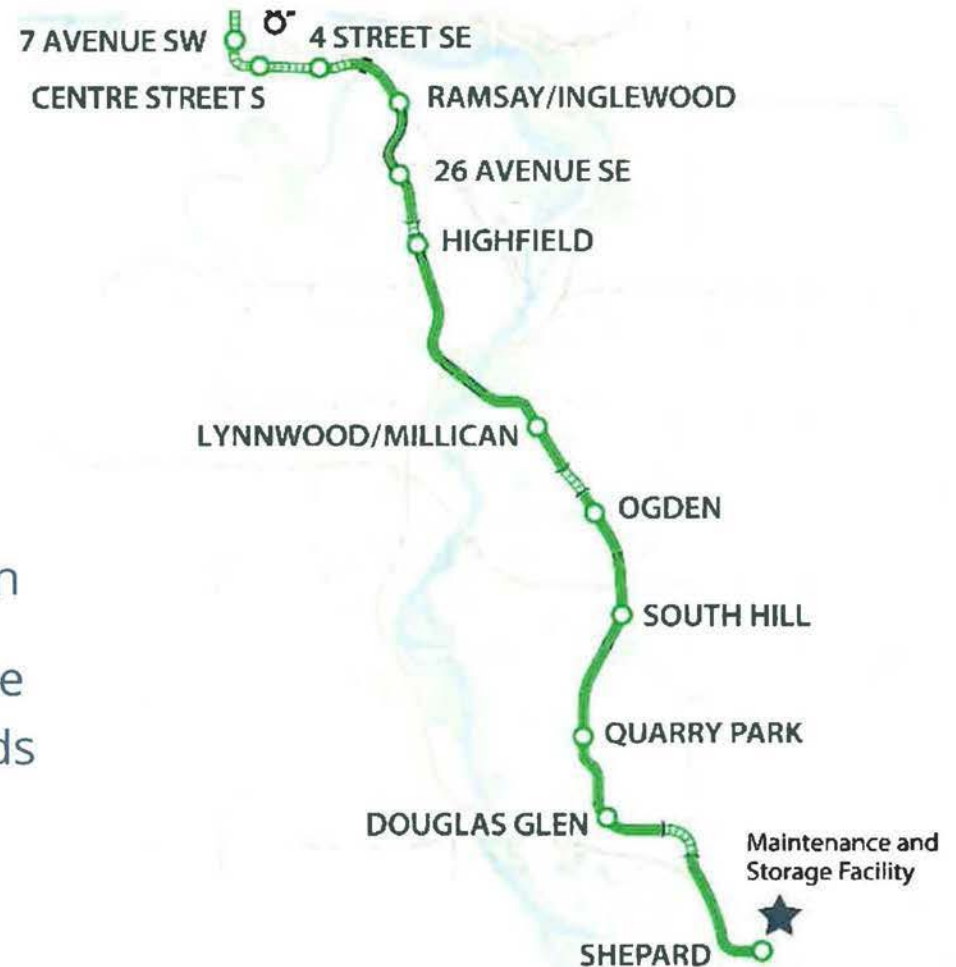 7 AVENUE SW
4 STREET SE
CENTRE STREET S
RAMSAY/INGLEWOOD
26 AVENUE SE
HIGHFIELD
LYNNWOOD/MILLICAN
OGDEN
SOUTH HILL
QUARRY PARK
DOUGLAS GLEN
Maintenance and
Storage Facility
SHEPARD